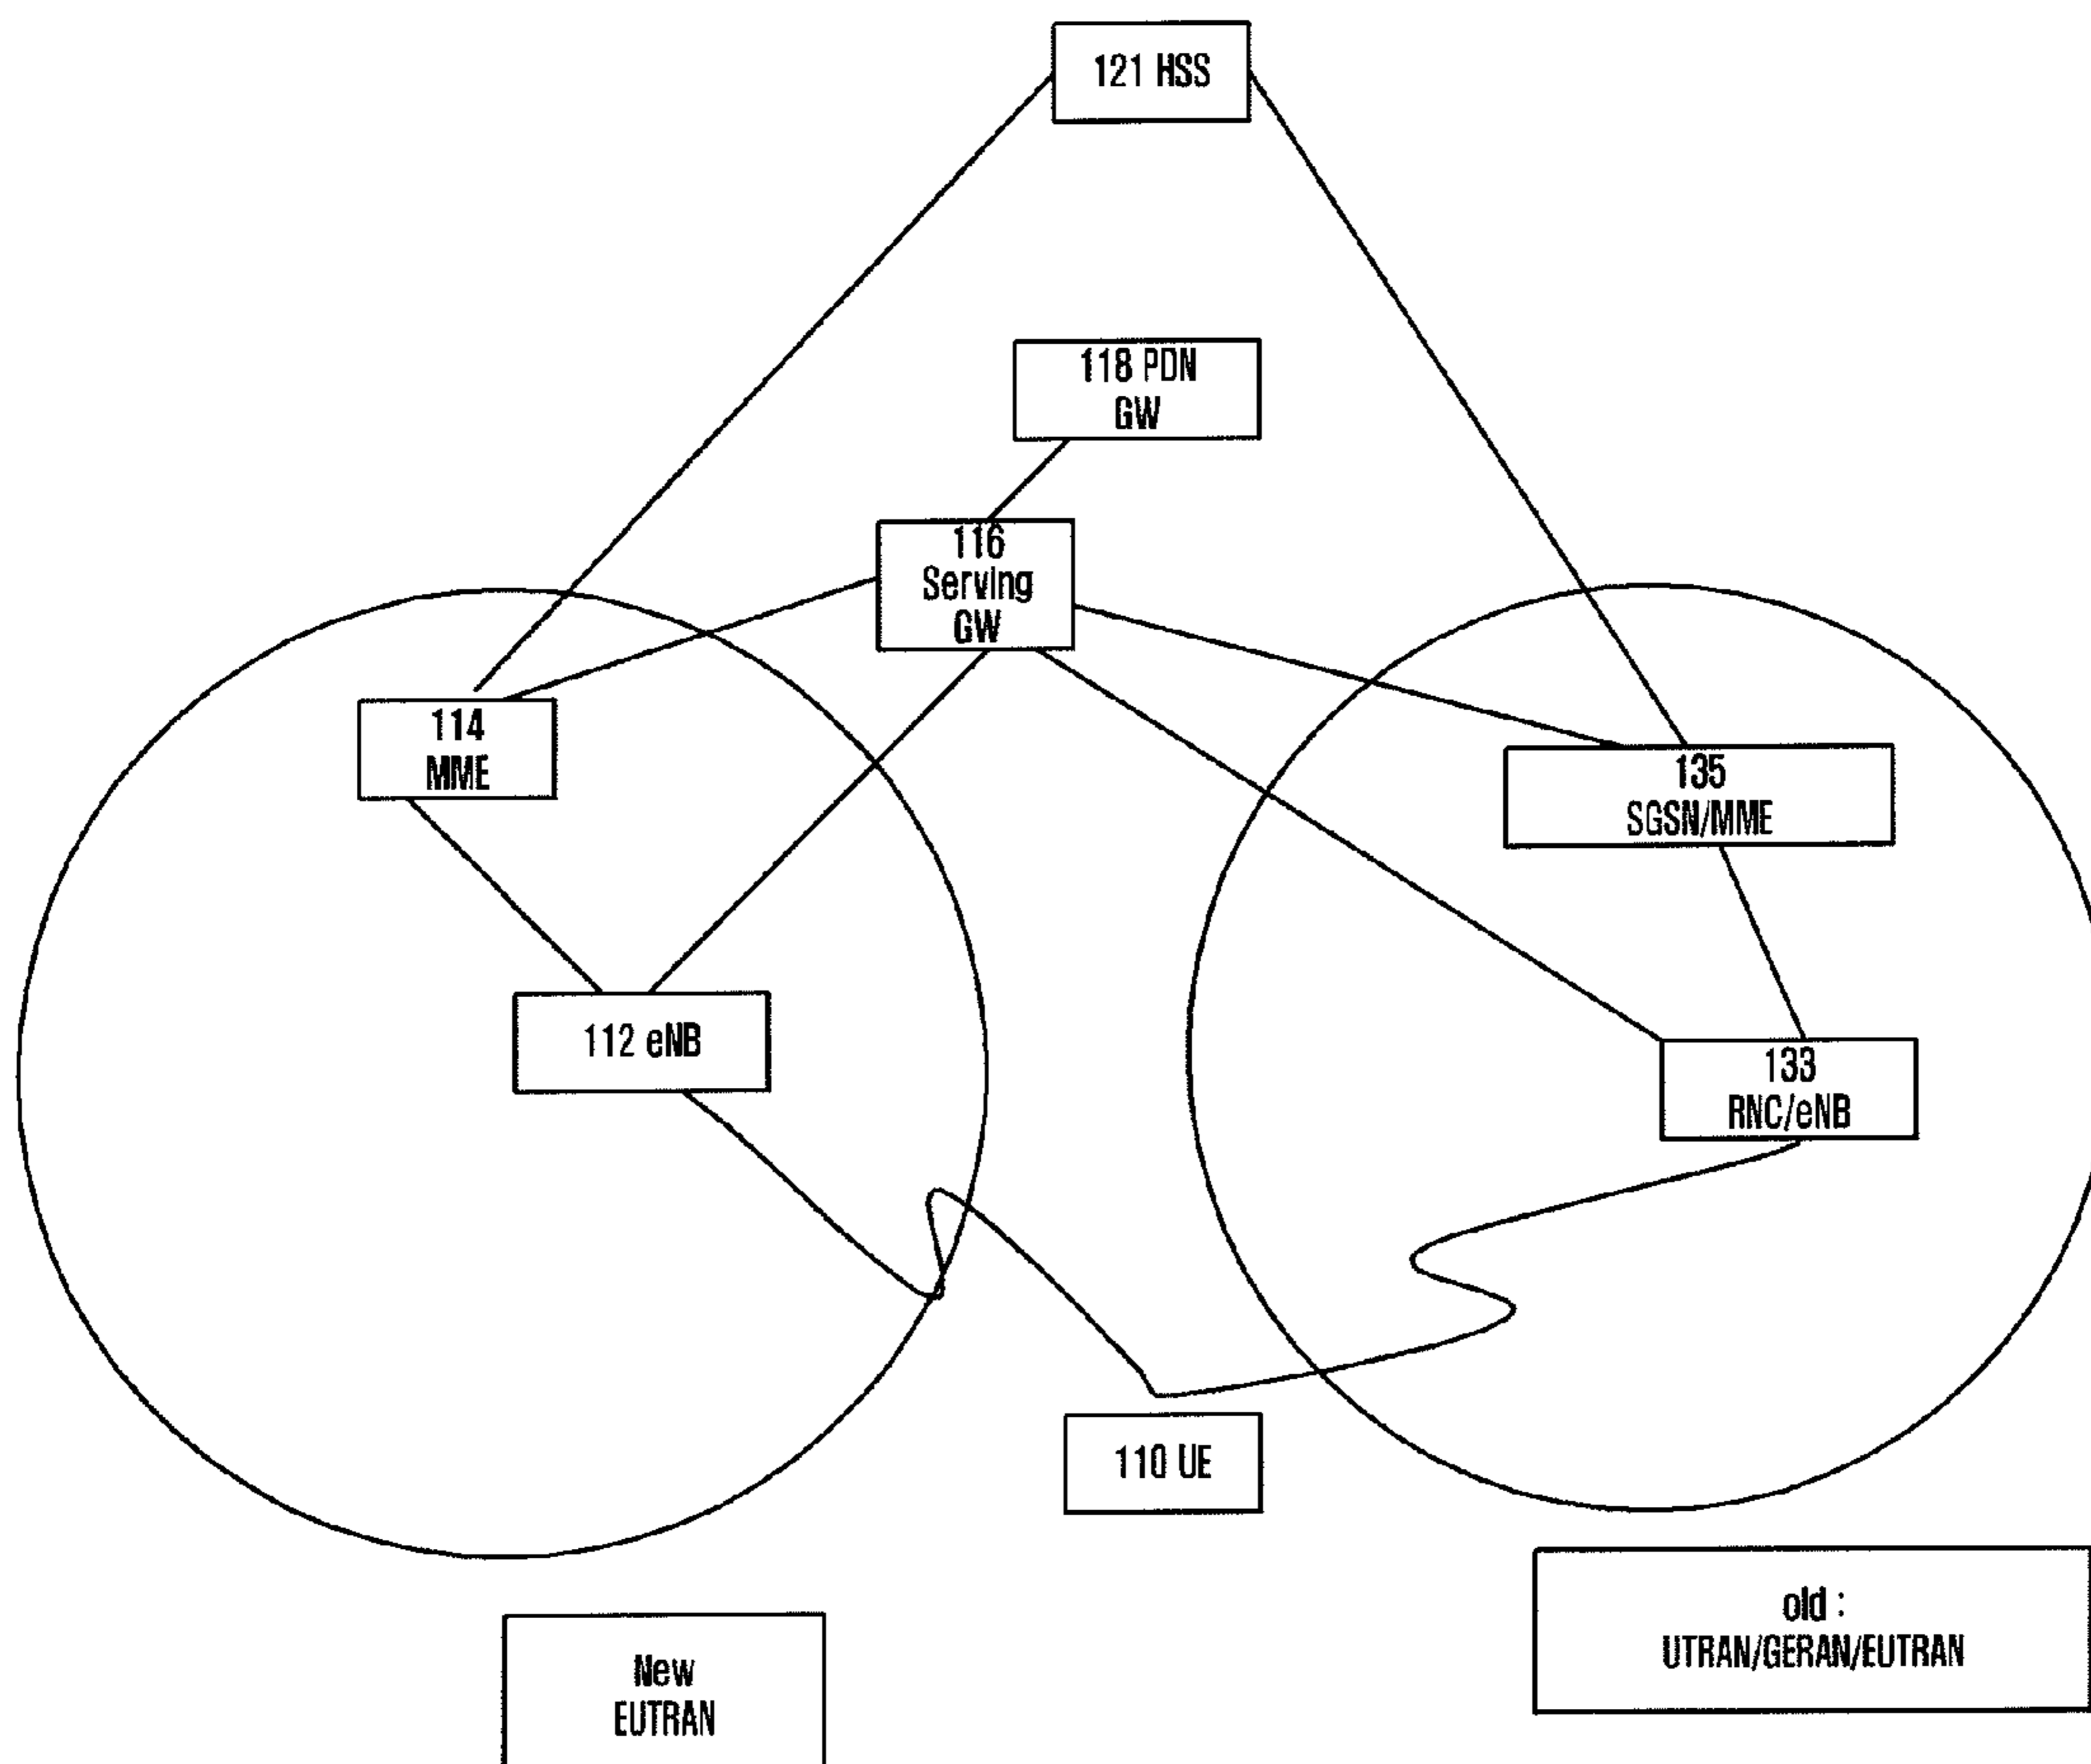 121 HSS
118 PDN
GW
116
Serving
GW
114
MME
135
SGSN/MME
112 eNB
133
RNC/eNB
110 UE
old :
UTRAN/GERAN/EUTRAN
New
EUTRAN